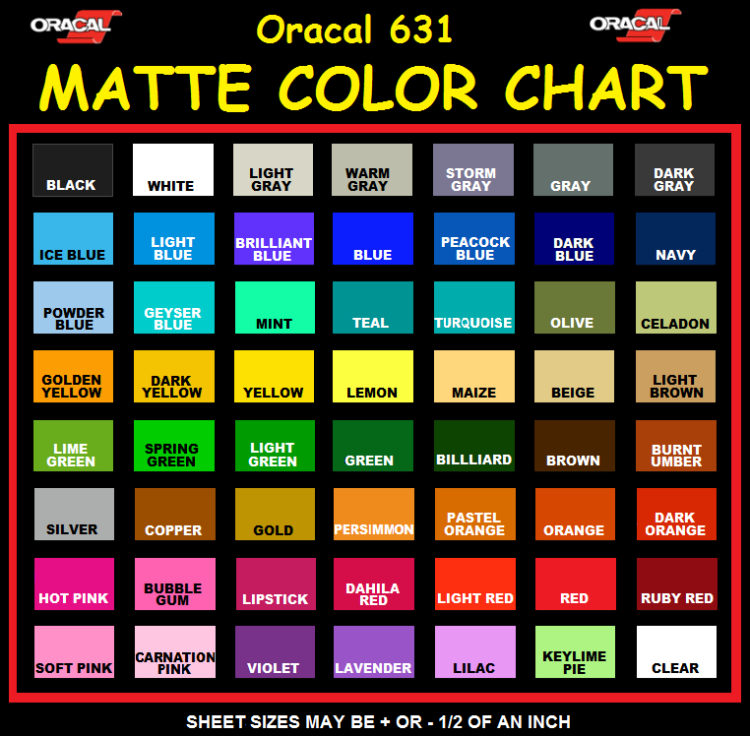 ORACAL
Oracal 631
ORACAL
MATTE COLOR CHART
BLACK
WHITE
LIGHT
GRAY
WARM
GRAY
STORM
GRAY
GRAY
DARK
GRAY
ICE BLUE
LIGHT
BLUE
BRILLIANT
BLUE
BLUE
PEACOCK
BLUE
DARK
BLUE
NAVY
POWDER
BLUE
GEYSER
BLUE
MINT
TEAL
TURQUOISE
OLIVE
CELADON
GOLDEN
YELLOW
DARK
YELLOW
YELLOW
LEMON
MAIZE
BEIGE
LIGHT
BROWN
LIME
GREEN
SPRING
GREEN
LIGHT
GREEN
GREEN
BILLLIARD
BROWN
BURNT
UMBER
SILVER
COPPER
GOLD
PERSIMMON
PASTEL
ORANGE
ORANGE
DARK
ORANGE
HOT PINK
BUBBLE
GUM
LIPSTICK
DAHILA
RED
LIGHT RED
RED
RUBY RED
SOFT PINK
CARNATION
PINK
VIOLET
LAVENDER
LILAC
KEYLIME
PIE
CLEAR
SHEET SIZES MAY BE + OR - 1/2 OF AN INCH